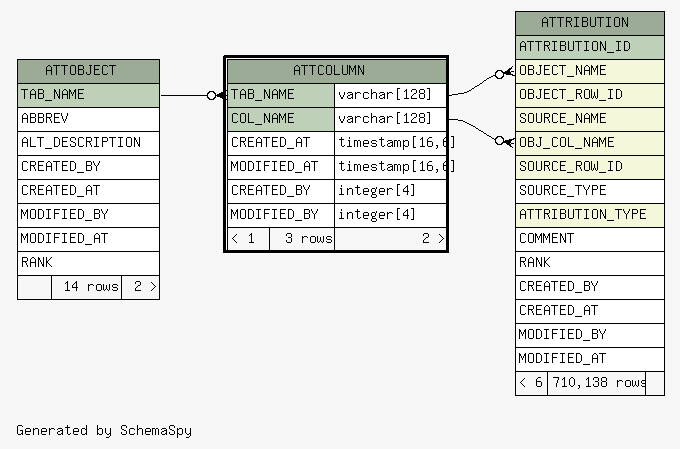 ATTOBJECT
TAB_NAME
ABBREV
ALT_DESCRIPTION
CREATED_BY
CREATED_AT
MODIFIED_BY
MODIFIED_AT
RANK
14 rows 2 >
ATTCOLUMN
TAB_NAME varchar[128]
COL_NAME varchar[128]
CREATED_AT timestamp[16,6]
MODIFIED_AT timestamp[16,6]
CREATED_BY integer[4]
MODIFIED_BY integer[4]
< 1 3 rows 2 >
ATTRIBUTION
ATTRIBUTION_ID
OBJECT_NAME
OBJECT_ROW_ID
SOURCE_NAME
OBJ_COL_NAME
SOURCE_ROW_ID
SOURCE_TYPE
ATTRIBUTION_TYPE
COMMENT
RANK
CREATED_BY
CREATED_AT
MODIFIED_BY
MODIFIED_AT
< 6 710,138 rows
Generated by SchemaSpy